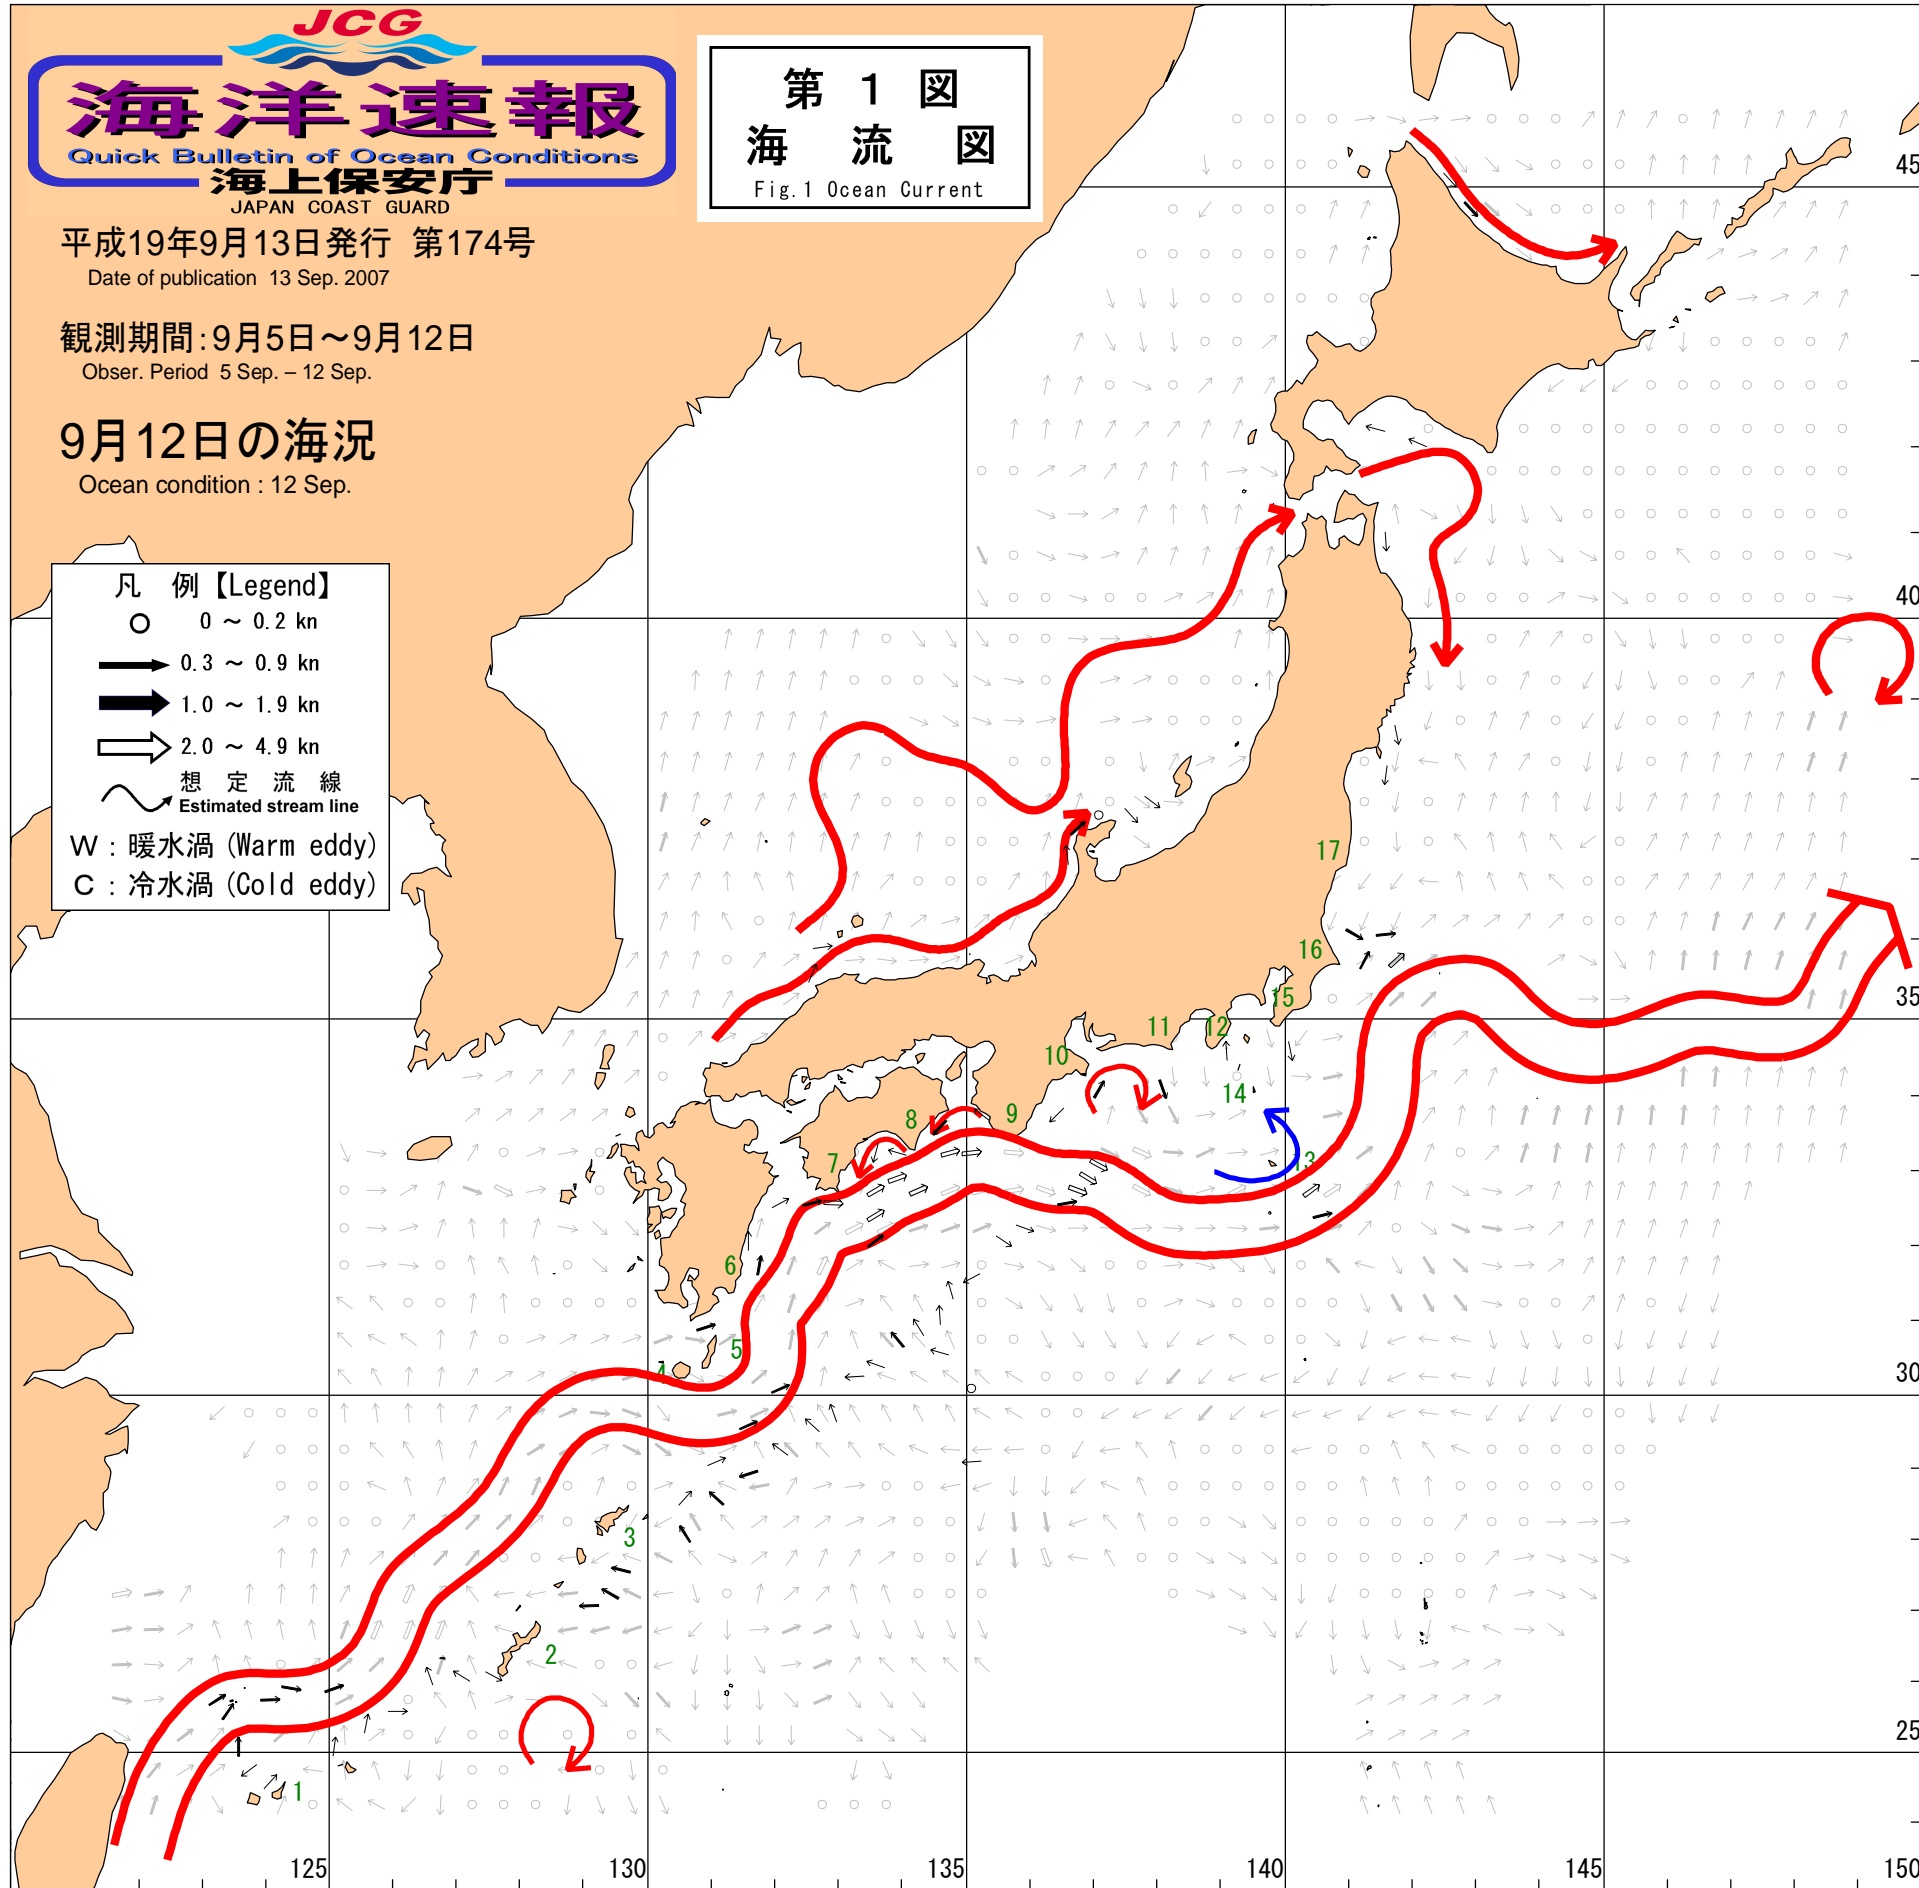 JCG
海洋速報
Quick Bulletin of Ocean Conditions
海上保安庁
JAPAN COAST GUARD
平成19年9月13日発行 第174号
Date of publication 13 Sep. 2007
観測期間:9月5日～9月12日
Obser. Period 5 Sep. – 12 Sep.
9月12日の海況
Ocean condition : 12 Sep.
第 1 図
海 流 図
Fig.1 Ocean Current
凡 例【Legend】
0 ～ 0.2 kn
0.3 ～ 0.9 kn
1.0 ～ 1.9 kn
2.0 ～ 4.9 kn
想 定 流 線
Estimated stream line
W : 暖水渦 (Warm eddy)
C : 冷水渦 (Cold eddy)
45
40
17
16
35
15
12
11
10
14
9
8
7
13
6
5
4
30
3
2
25
1
125
130
135
140
145
150